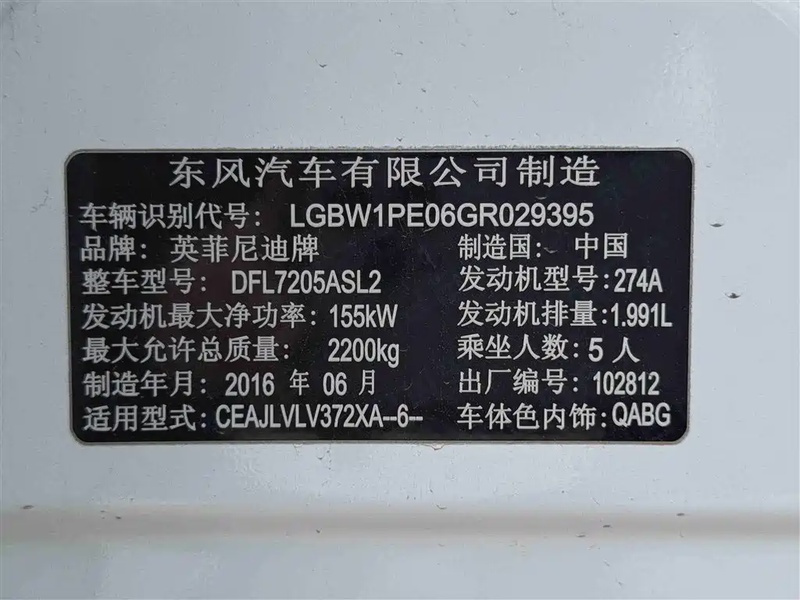 东风汽车有限公司制造
车辆识别代号: LGBW1PE06GR029395
品牌: 英菲尼迪牌 制造国: 中国
整车型号: DFL7205ASL2 发动机型号:274A
发动机最大净功率: 155kW 发动机排量:1.991L
最大允许总质量: 2200kg 乘坐人数: 5 人
制造年月: 2016 年 06 月 出厂编号: 102812
适用型式: CEAJLVLV372XA--6-- 车体色内饰: QABG